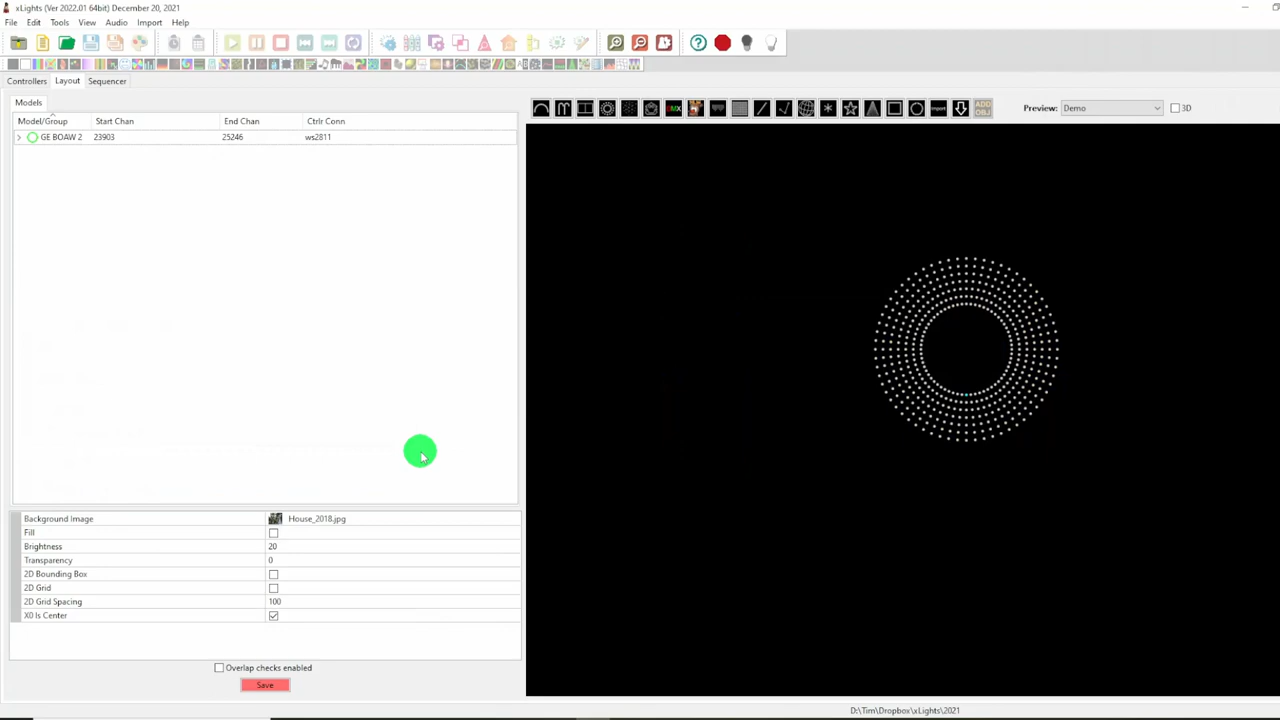 xLights (Ver 2022.01 64bit) December 20, 2021
File Edit Tools View Audio Import Help
Controllers Layout Sequencer
Models
Preview: Demo 3D
Model/Group Start Chan End Chan Ctrlr Conn
GE BOAW 2 23903 25246 ws2811
Background Image House_2018.jpg
Fill
Brightness 20
Transparency 0
2D Bounding Box
2D Grid
2D Grid Spacing 100
X0 Is Center
Overlap checks enabled
Save
D:\Tim\Dropbox\xLights\2021